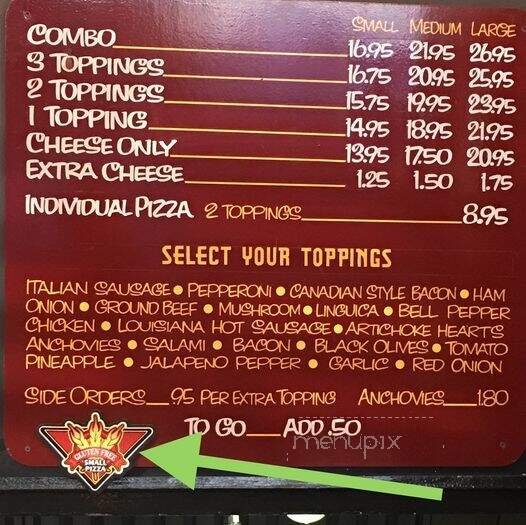 SMALL MEDIUM LARGE
COMBO 16.95 21.95 26.95
3 TOPPINGS 16.75 20.95 25.95
2 TOPPINGS 15.75 19.95 23.95
1 TOPPING 14.95 18.95 21.95
CHEESE ONLY 13.95 17.50 20.95
EXTRA CHEESE 1.25 1.50 1.75
INDIVIDUAL PIZZA 2 TOPPINGS 8.95
SELECT YOUR TOPPINGS
ITALIAN SAUSAGE • PEPPERONI • CANADIAN STYLE BACON • HAM
ONION • GROUND BEEF • MUSHROOM • LINGUICA • BELL PEPPER
CHICKEN • LOUISIANA HOT SAUSAGE • ARTICHOKE HEARTS
ANCHOVIES • SALAMI • BACON • BLACK OLIVES • TOMATO
PINEAPPLE • JALAPENO PEPPER • GARLIC • RED ONION
SIDE ORDERS .95 PER EXTRA TOPPING ANCHOVIES 1.80
TO GO ADD .50
menupix
GLUTEN FREE
SMALL
PIZZA